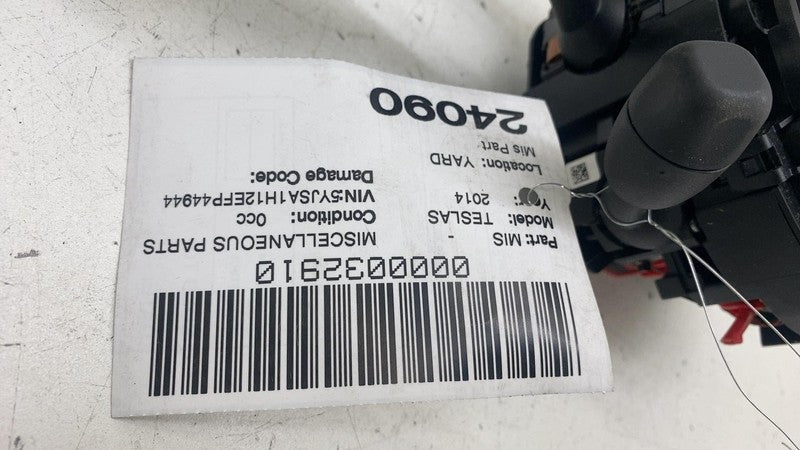 0000032910
Part: MIS - MISCELLANEOUS PARTS
Model: TESLAS Condition: 0cc
Year: 2014 VIN:5YJSA1H12EFP44944
Damage Code:
Location: YARD
Mis Part
24090